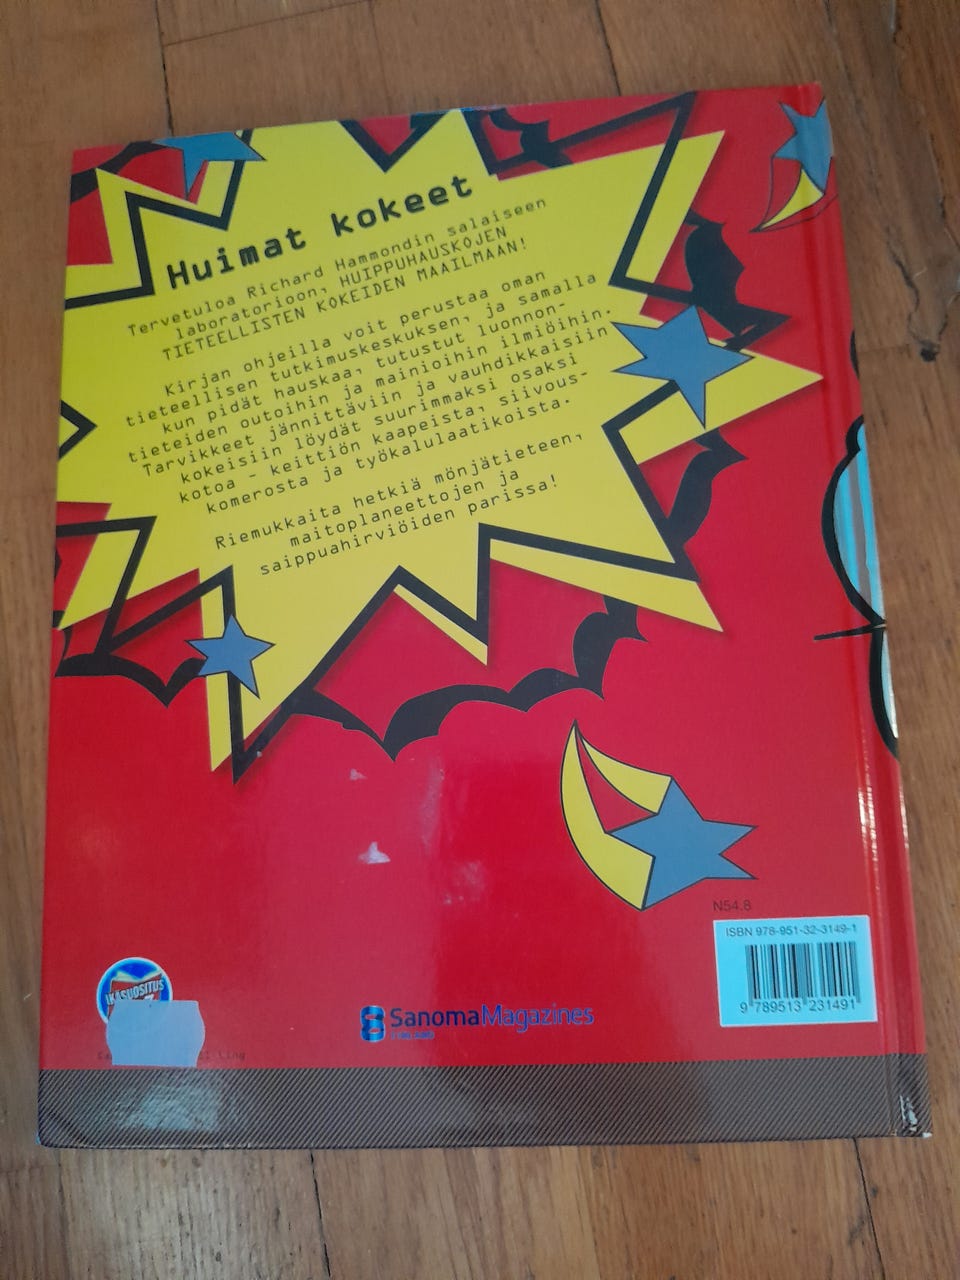 Huimat kokeet
Tervetuloa Richard Hammondin salaiseen
laboratorioon, HUIPPUHAUSKOJEN
TIETEELLISTEN KOKEIDEN MAAILMAAN!
Kirjan ohjeilla voit perustaa oman
tieteellisen tutkimuskeskuksen, ja samalla
kun pidät hauskaa, tutustut luonnon-
tieteiden outoihin ja mainioihin ilmiöihin.
Tarvikkeet jännittäviin ja vauhdikkaisiin
kokeisiin löydät suurimmaksi osaksi
kotoa - keittiön kaapeista, siivous-
komerosta ja työkalulaatikoista.
Riemukkaita hetkiä mönjätieteen,
maitoplaneettojen ja
saippuahirviöiden parissa!
N54.8
ISBN 978-951-32-3149-1
9 789513 231491
IKÄSUOSITUS
SanomaMagazines
FINLAND
Ling